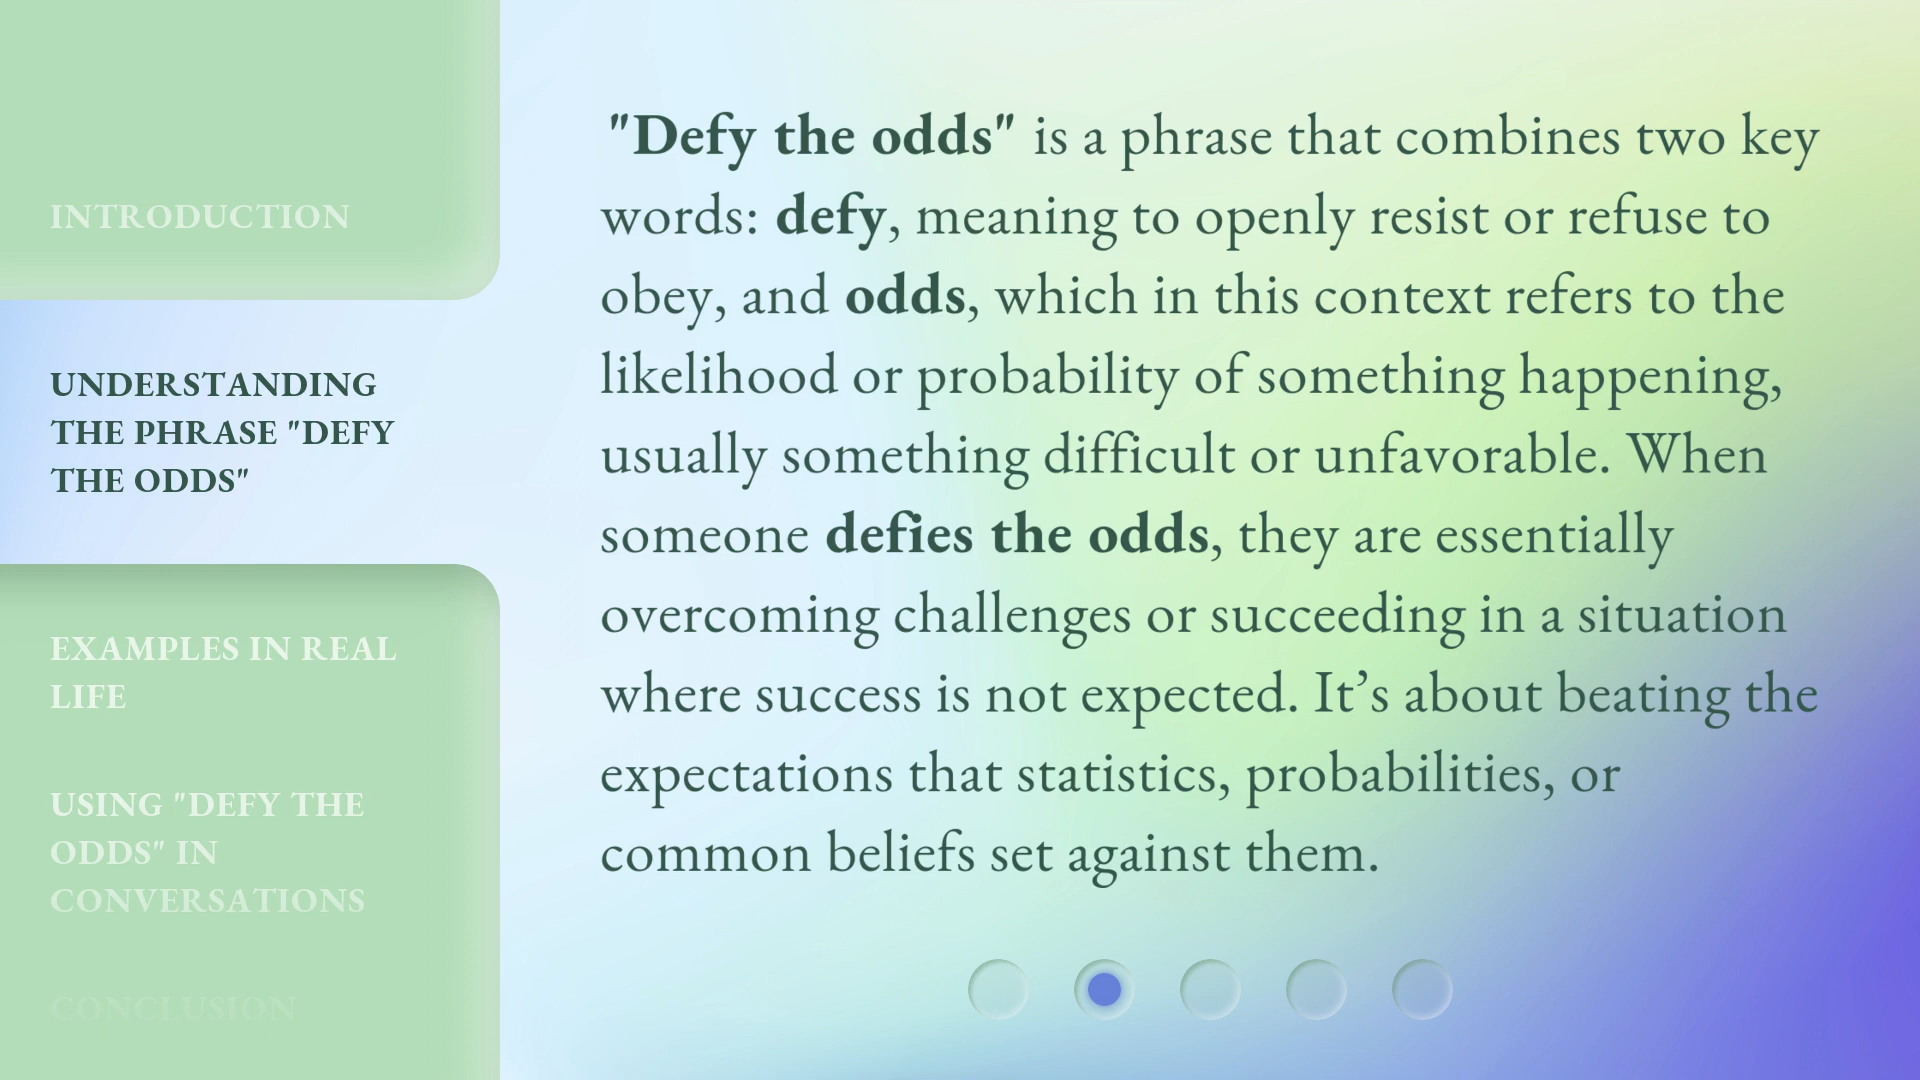 INTRODUCTION
UNDERSTANDING
THE PHRASE "DEFY
THE ODDS"
EXAMPLES IN REAL
LIFE
USING "DEFY THE
ODDS" IN
CONVERSATIONS
CONCLUSION
"Defy the odds" is a phrase that combines two key
words: defy, meaning to openly resist or refuse to
obey, and odds, which in this context refers to the
likelihood or probability of something happening,
usually something difficult or unfavorable. When
someone defies the odds, they are essentially
overcoming challenges or succeeding in a situation
where success is not expected. It’s about beating the
expectations that statistics, probabilities, or
common beliefs set against them.